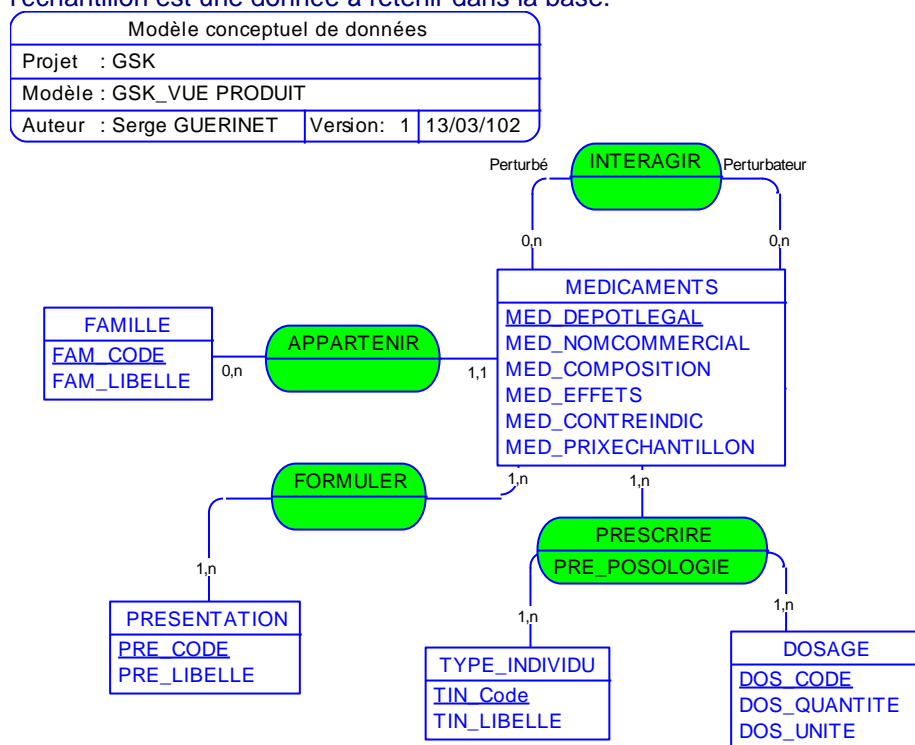 l'échantillon est une donnée à retenir dans la base.
Modèle conceptuel de données
Projet : GSK
Modèle : GSK_VUE PRODUIT
Auteur : Serge GUERINET Version: 1 13/03/102
Perturbé INTERAGIR Perturbateur
0,n 0,n
MEDICAMENTS
MED_DEPOTLEGAL
MED_NOMCOMMERCIAL
MED_COMPOSITION
MED_EFFETS
MED_CONTREINDIC
MED_PRIXECHANTILLON
FAMILLE
FAM_CODE
FAM_LIBELLE
APPARTENIR
0,n 1,1
FORMULER
1,n 1,n
PRESCRIRE
PRE_POSOLOGIE
1,n
1,n 1,n
PRESENTATION
PRE_CODE
PRE_LIBELLE
TYPE_INDIVIDU
TIN_Code
TIN_LIBELLE
DOSAGE
DOS_CODE
DOS_QUANTITE
DOS_UNITE